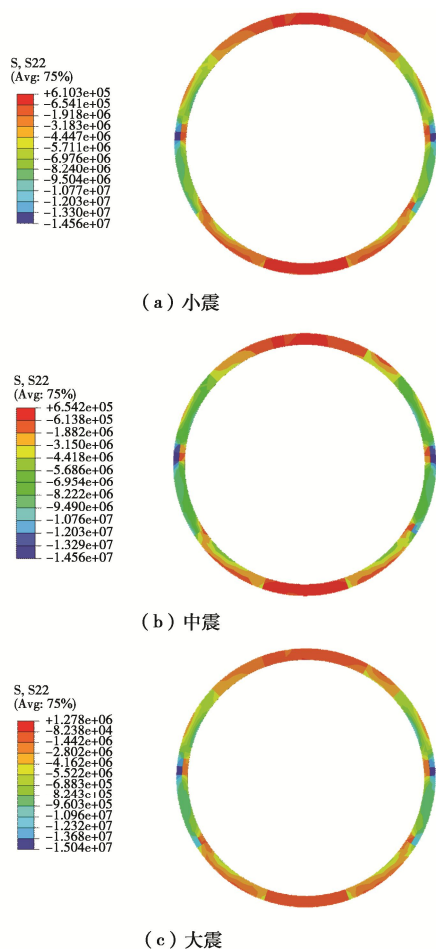 S, S22
(Avg: 75%)
+6.103e+05
−6.541e+05
−1.918e+06
−3.183e+06
−4.447e+06
−5.711e+06
−6.976e+06
−8.240e+06
−9.504e+06
−1.077e+07
−1.203e+07
−1.330e+07
−1.456e+07
(a)小震
S, S22
(Avg: 75%)
+6.542e+05
−6.138e+05
−1.882e+06
−3.150e+06
−4.418e+06
−5.686e+06
−6.954e+06
−8.222e+06
−9.490e+06
−1.076e+07
−1.203e+07
−1.329e+07
−1.456e+07
(b)中震
S, S22
(Avg: 75%)
+1.278e+06
−8.238e+04
−1.442e+06
−2.802e+06
−4.162e+06
−5.522e+06
−6.883e+06
8.243e+06
−9.603e+06
−1.096e+07
−1.232e+07
−1.368e+07
−1.504e+07
(c)大震